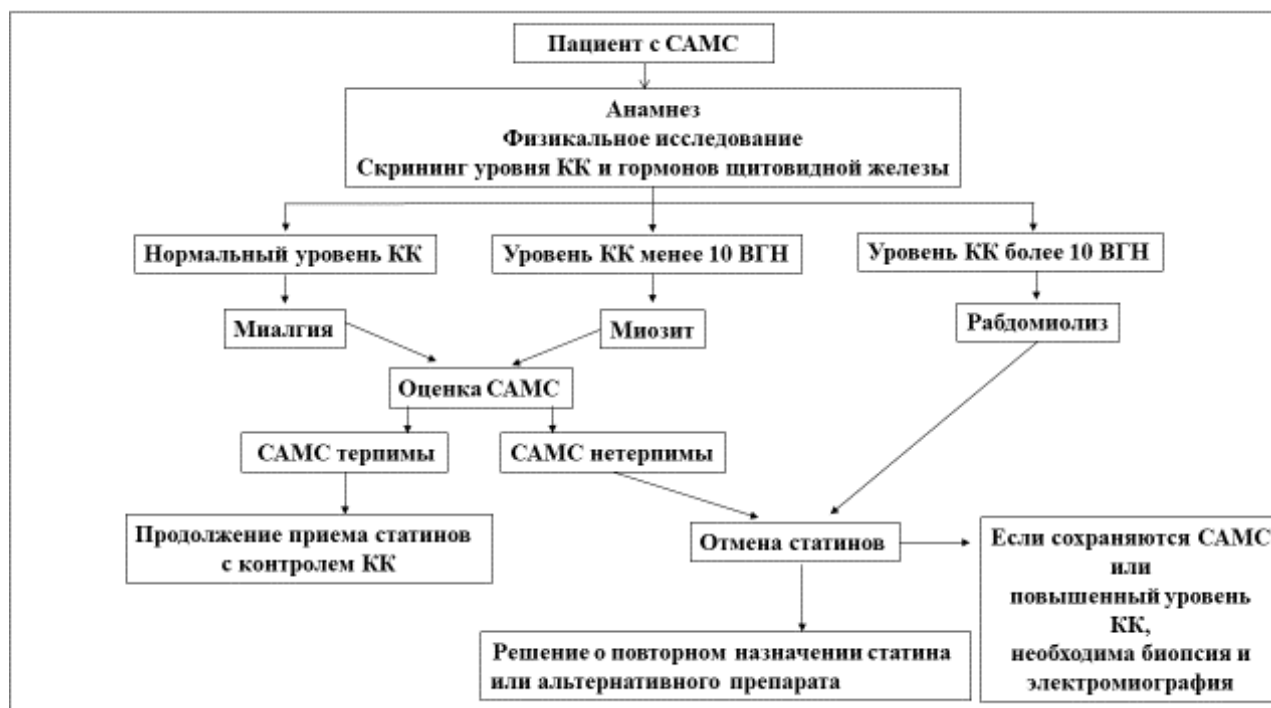 Пациент с САМС
Анамнез
Физикальное исследование
Скрининг уровня КК и гормонов щитовидной железы
Нормальный уровень КК
Уровень КК менее 10 ВГН
Уровень КК более 10 ВГН
Миалгия
Миозит
Рабдомиолиз
Оценка САМС
САМС терпимы
САМС нетерпимы
Продолжение приема статинов
с контролем КК
Отмена статинов
Если сохраняются САМС
или
повышенный уровень
КК,
необходима биопсия и
электромиография
Решение о повторном назначении статина
или альтернативного препарата